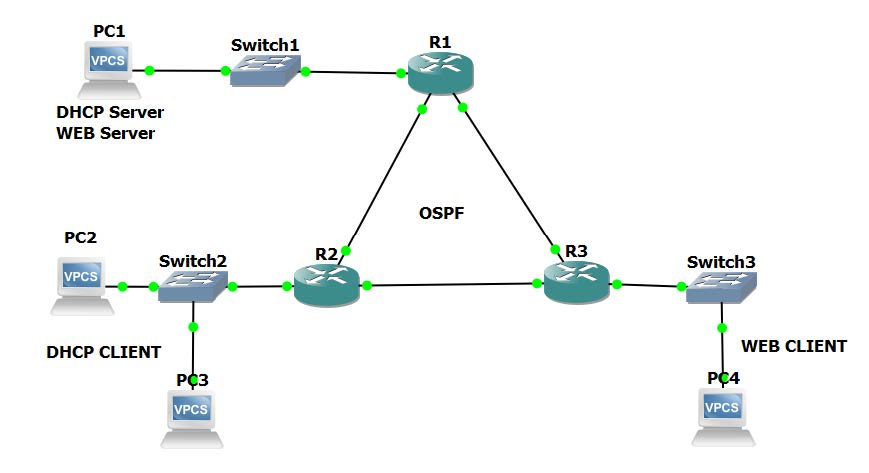 PC1
Switch1
R1
VPCS
DHCP Server
WEB Server
OSPF
PC2
Switch2
R2
R3
Switch3
VPCS
DHCP CLIENT
WEB CLIENT
PC3
PC4
VPCS
VPCS